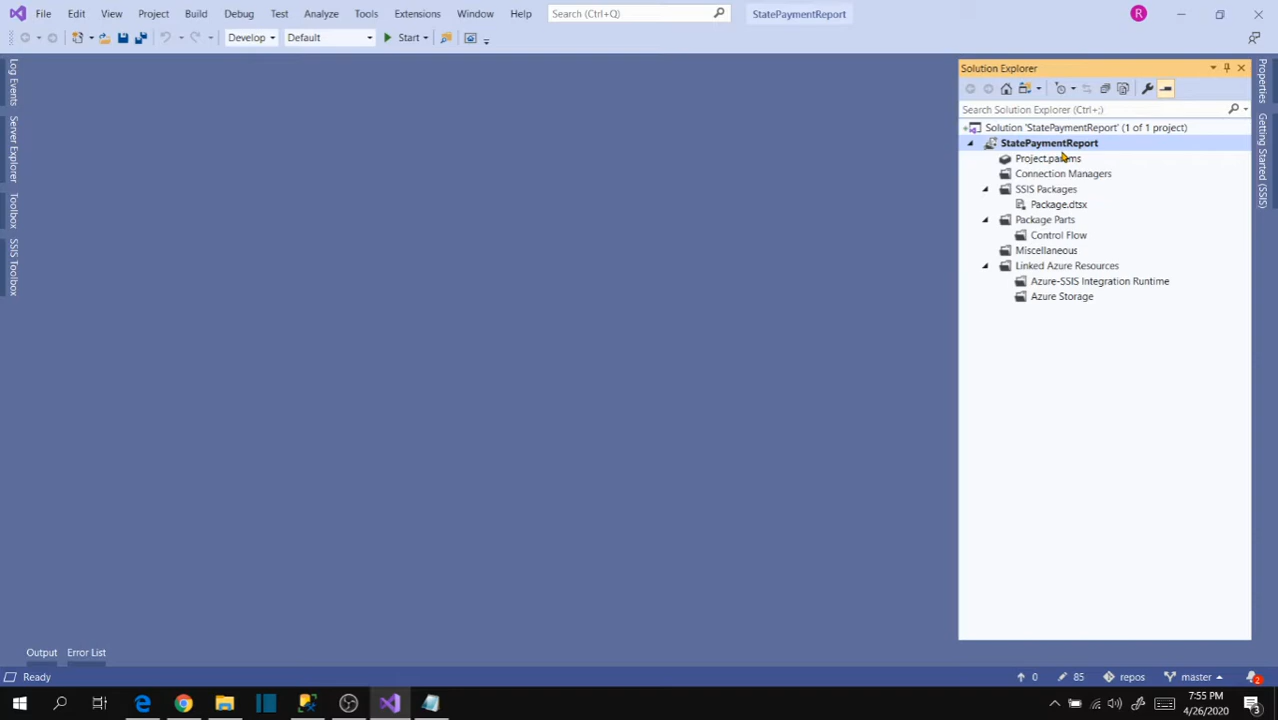 File Edit View Project Build Debug Test Analyze Tools Extensions Window Help Search (Ctrl+Q) StatePaymentReport R
Develop Default Start
Log Events
Server Explorer
Toolbox
SSIS Toolbox
Solution Explorer
Search Solution Explorer (Ctrl+;)
Solution 'StatePaymentReport' (1 of 1 project)
StatePaymentReport
Project.params
Connection Managers
SSIS Packages
Package.dtsx
Package Parts
Control Flow
Miscellaneous
Linked Azure Resources
Azure-SSIS Integration Runtime
Azure Storage
Properties
Getting Started (SSIS)
Output Error List
Ready 0 85 repos master 2
7:55 PM
4/26/2020 3